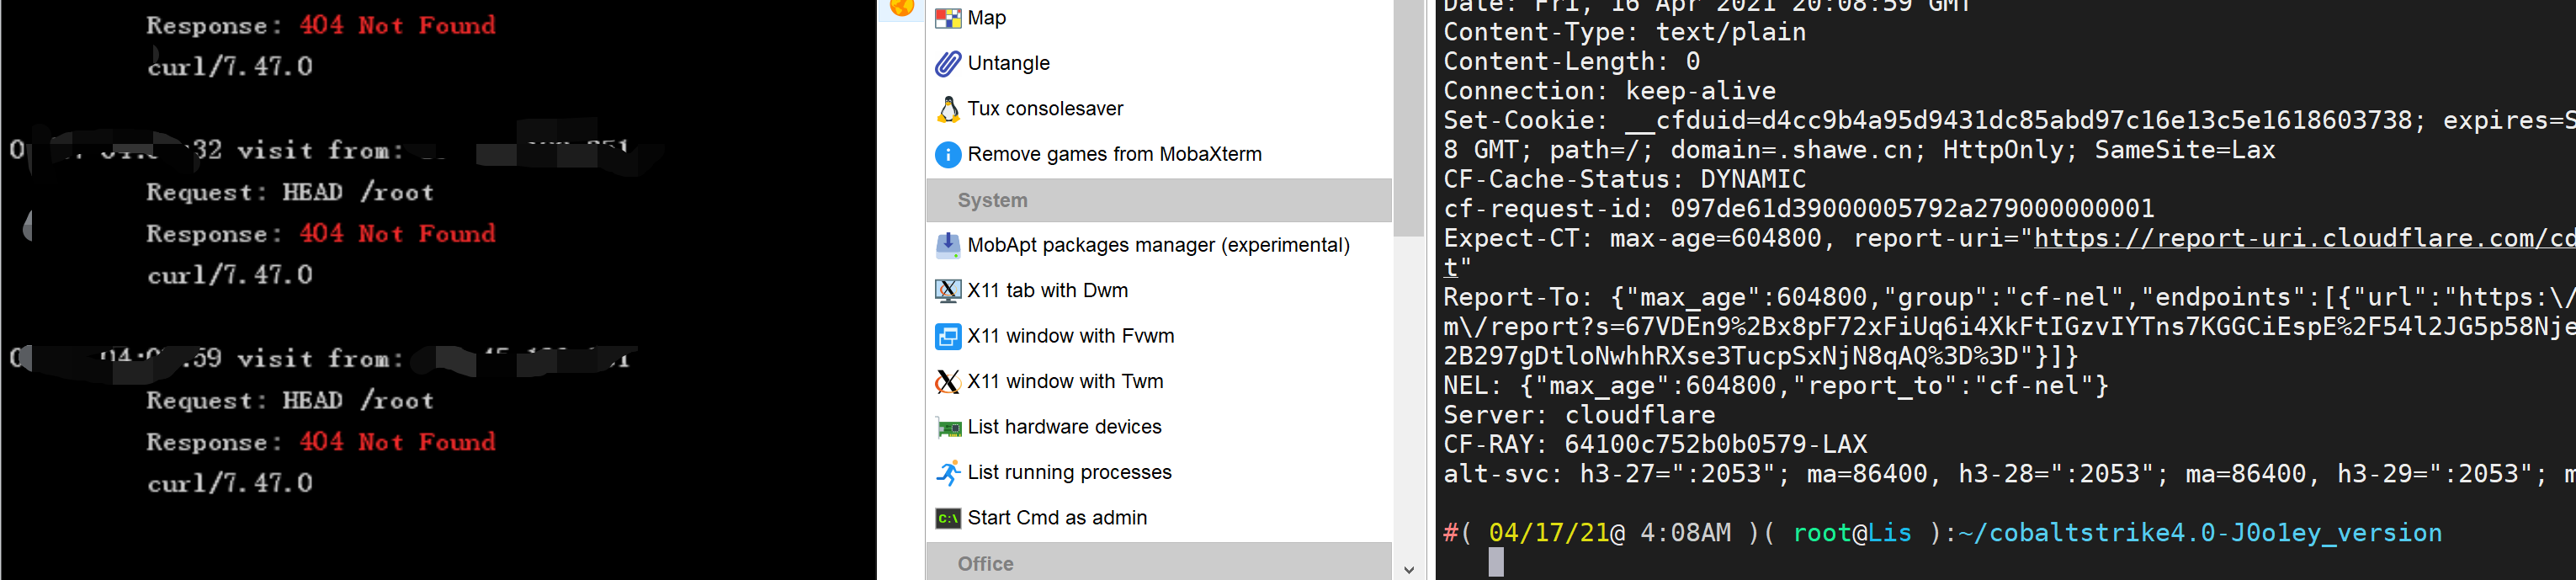 Response: 404 Not Found
curl/7.47.0
32 visit from:
Request: HEAD /root
Response: 404 Not Found
curl/7.47.0
59 visit from:
Request: HEAD /root
Response: 404 Not Found
curl/7.47.0
Map
Untangle
Tux consolesaver
Remove games from MobaXterm
System
MobApt packages manager (experimental)
X11 tab with Dwm
X11 window with Fvwm
X11 window with Twm
List hardware devices
List running processes
Start Cmd as admin
Office
Date: Fri, 16 Apr 2021 20:08:59 GMT
Content-Type: text/plain
Content-Length: 0
Connection: keep-alive
Set-Cookie: __cfduid=d4cc9b4a95d9431dc85abd97c16e13c5e1618603738; expires=S
8 GMT; path=/; domain=.shawe.cn; HttpOnly; SameSite=Lax
CF-Cache-Status: DYNAMIC
cf-request-id: 097de61d39000005792a279000000001
Expect-CT: max-age=604800, report-uri="https://report-uri.cloudflare.com/cd
t"
Report-To: {"max_age":604800,"group":"cf-nel","endpoints":[{"url":"https:\/
m\/report?s=67VDEn9%2Bx8pF72xFiUq6i4XkFtIGzvIYTns7KGGCiEspE%2F54l2JG5p58Nje
2B297gDtloNwhhRXse3TucpSxNjN8qAQ%3D%3D"}]}
NEL: {"max_age":604800,"report_to":"cf-nel"}
Server: cloudflare
CF-RAY: 64100c752b0b0579-LAX
alt-svc: h3-27=":2053"; ma=86400, h3-28=":2053"; ma=86400, h3-29=":2053"; m
#( 04/17/21@ 4:08AM )( root@Lis ):~/cobaltstrike4.0-J0o1ey_version